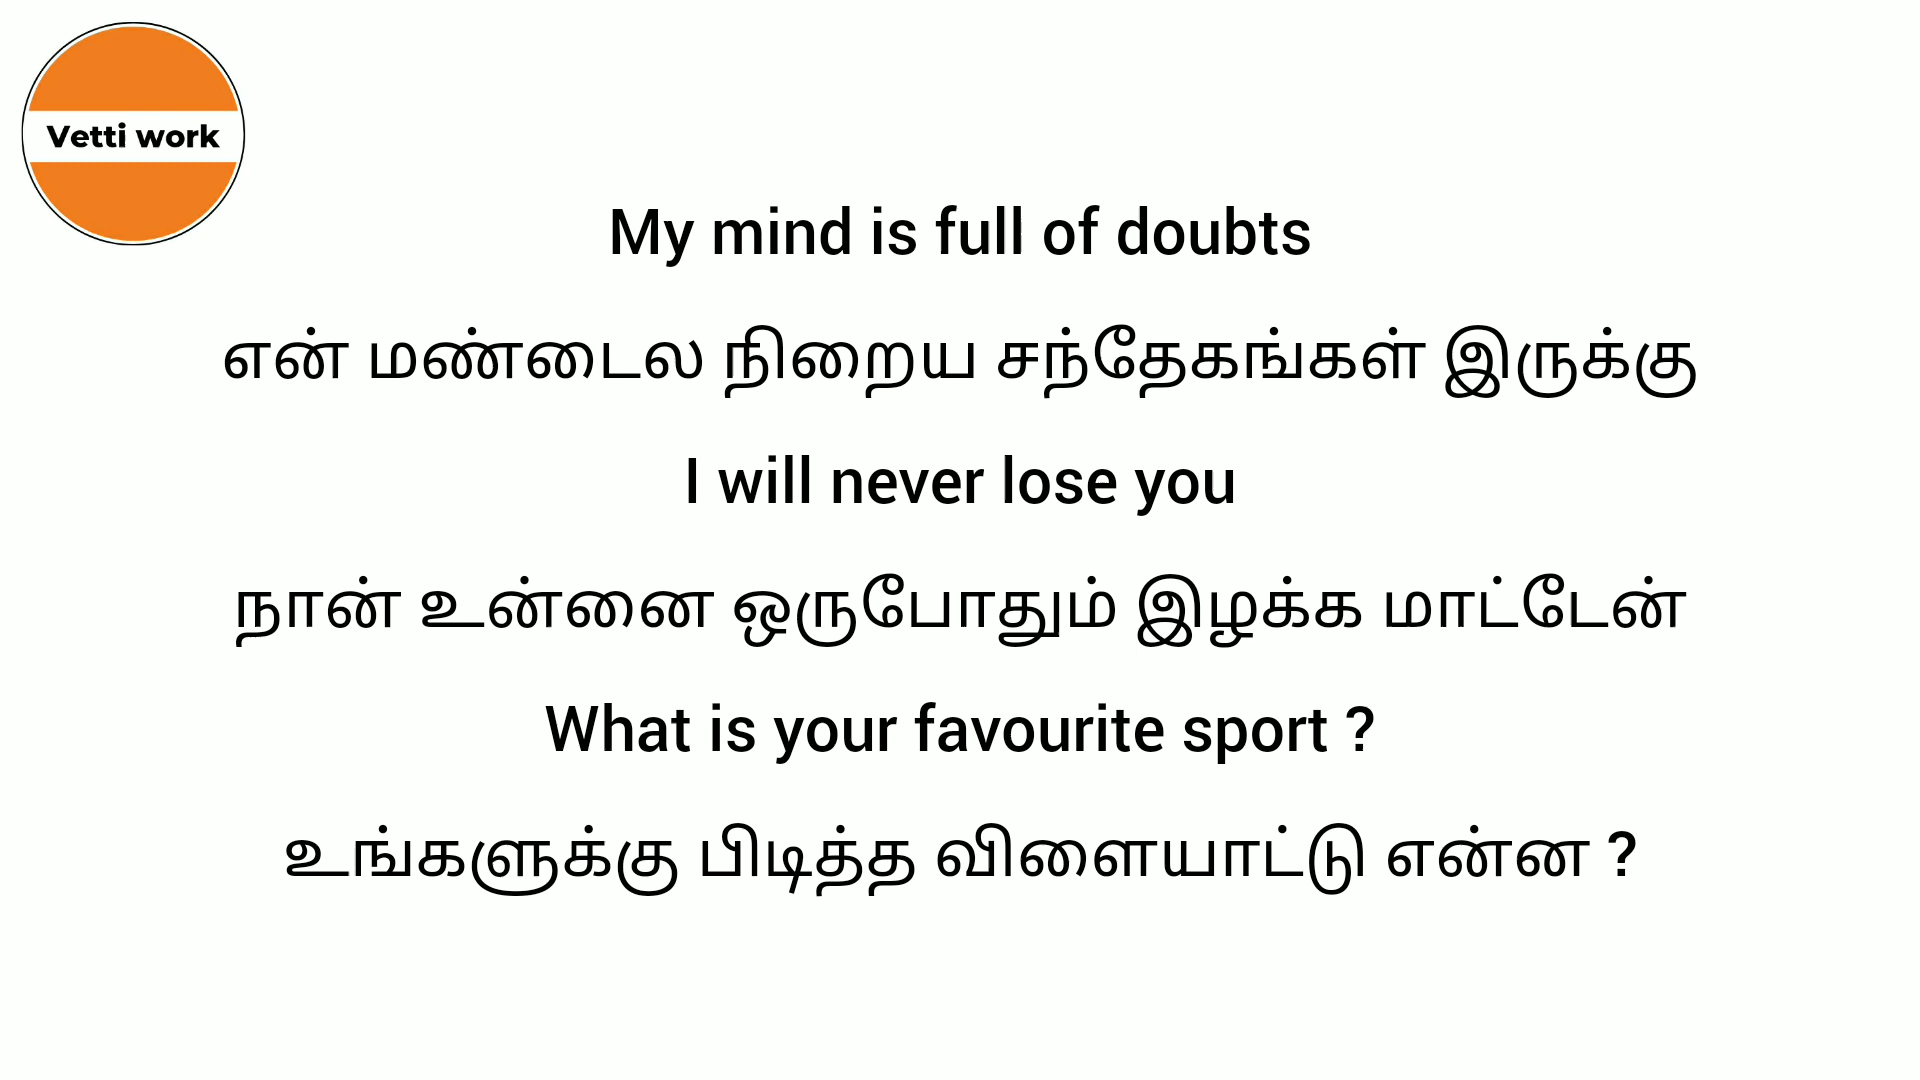 Vetti work
My mind is full of doubts
என் மண்டைல நிறைய சந்தேகங்கள் இருக்கு
I will never lose you
நான் உன்னை ஒருபோதும் இழக்க மாட்டேன்
What is your favourite sport ?
உங்களுக்கு பிடித்த விளையாட்டு என்ன ?